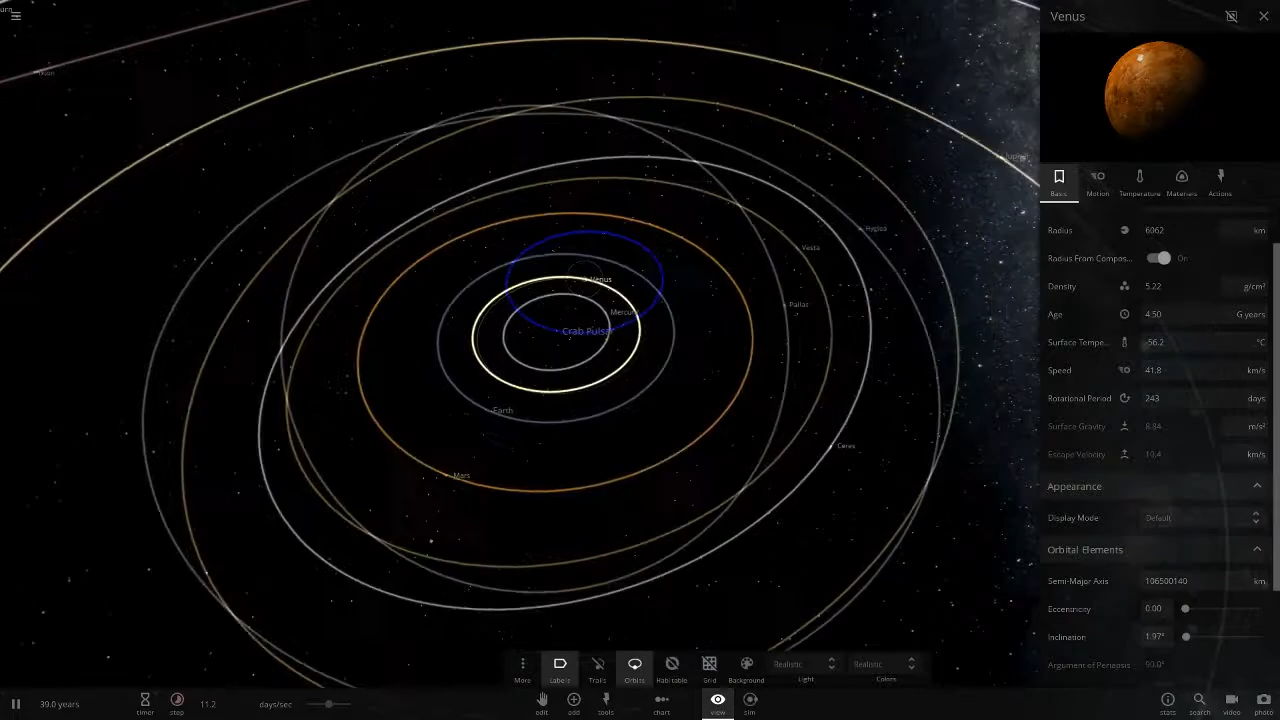 Venus
Basic
Motion
Temperature
Materials
Actions
Radius 6062 km
Radius From Compos... On
Density 5.22 g/cm³
Age 4.50 G years
Surface Tempe... -56.2 °C
Speed 41.8 km/s
Rotational Period 243 days
Surface Gravity 8.84 m/s²
Escape Velocity 10.4 km/s
Appearance
Display Mode Default
Orbital Elements
Semi-Major Axis 106500140 km
Eccentricity 0.00
Inclination 1.97°
Argument of Periapsis 90.0°
Jupiter
Hygiea
Vesta
Venus
Pallas
Mercury
Crab Pulsar
Earth
Ceres
Mars
More
Labels
Trails
Orbits
Habitable
Grid
Background
Realistic
Light
Realistic
Colors
39.0 years
timer
step
11.2 days/sec
edit
add
tools
chart
view
sim
stats
search
video
photo